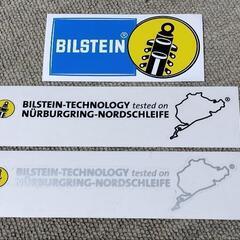 BILSTEIN®
BILSTEIN-TECHNOLOGY tested on
NÜRBURGRING-NORDSCHLEIFE
BILSTEIN-TECHNOLOGY tested on
NÜRBURGRING-NORDSCHLEIFE